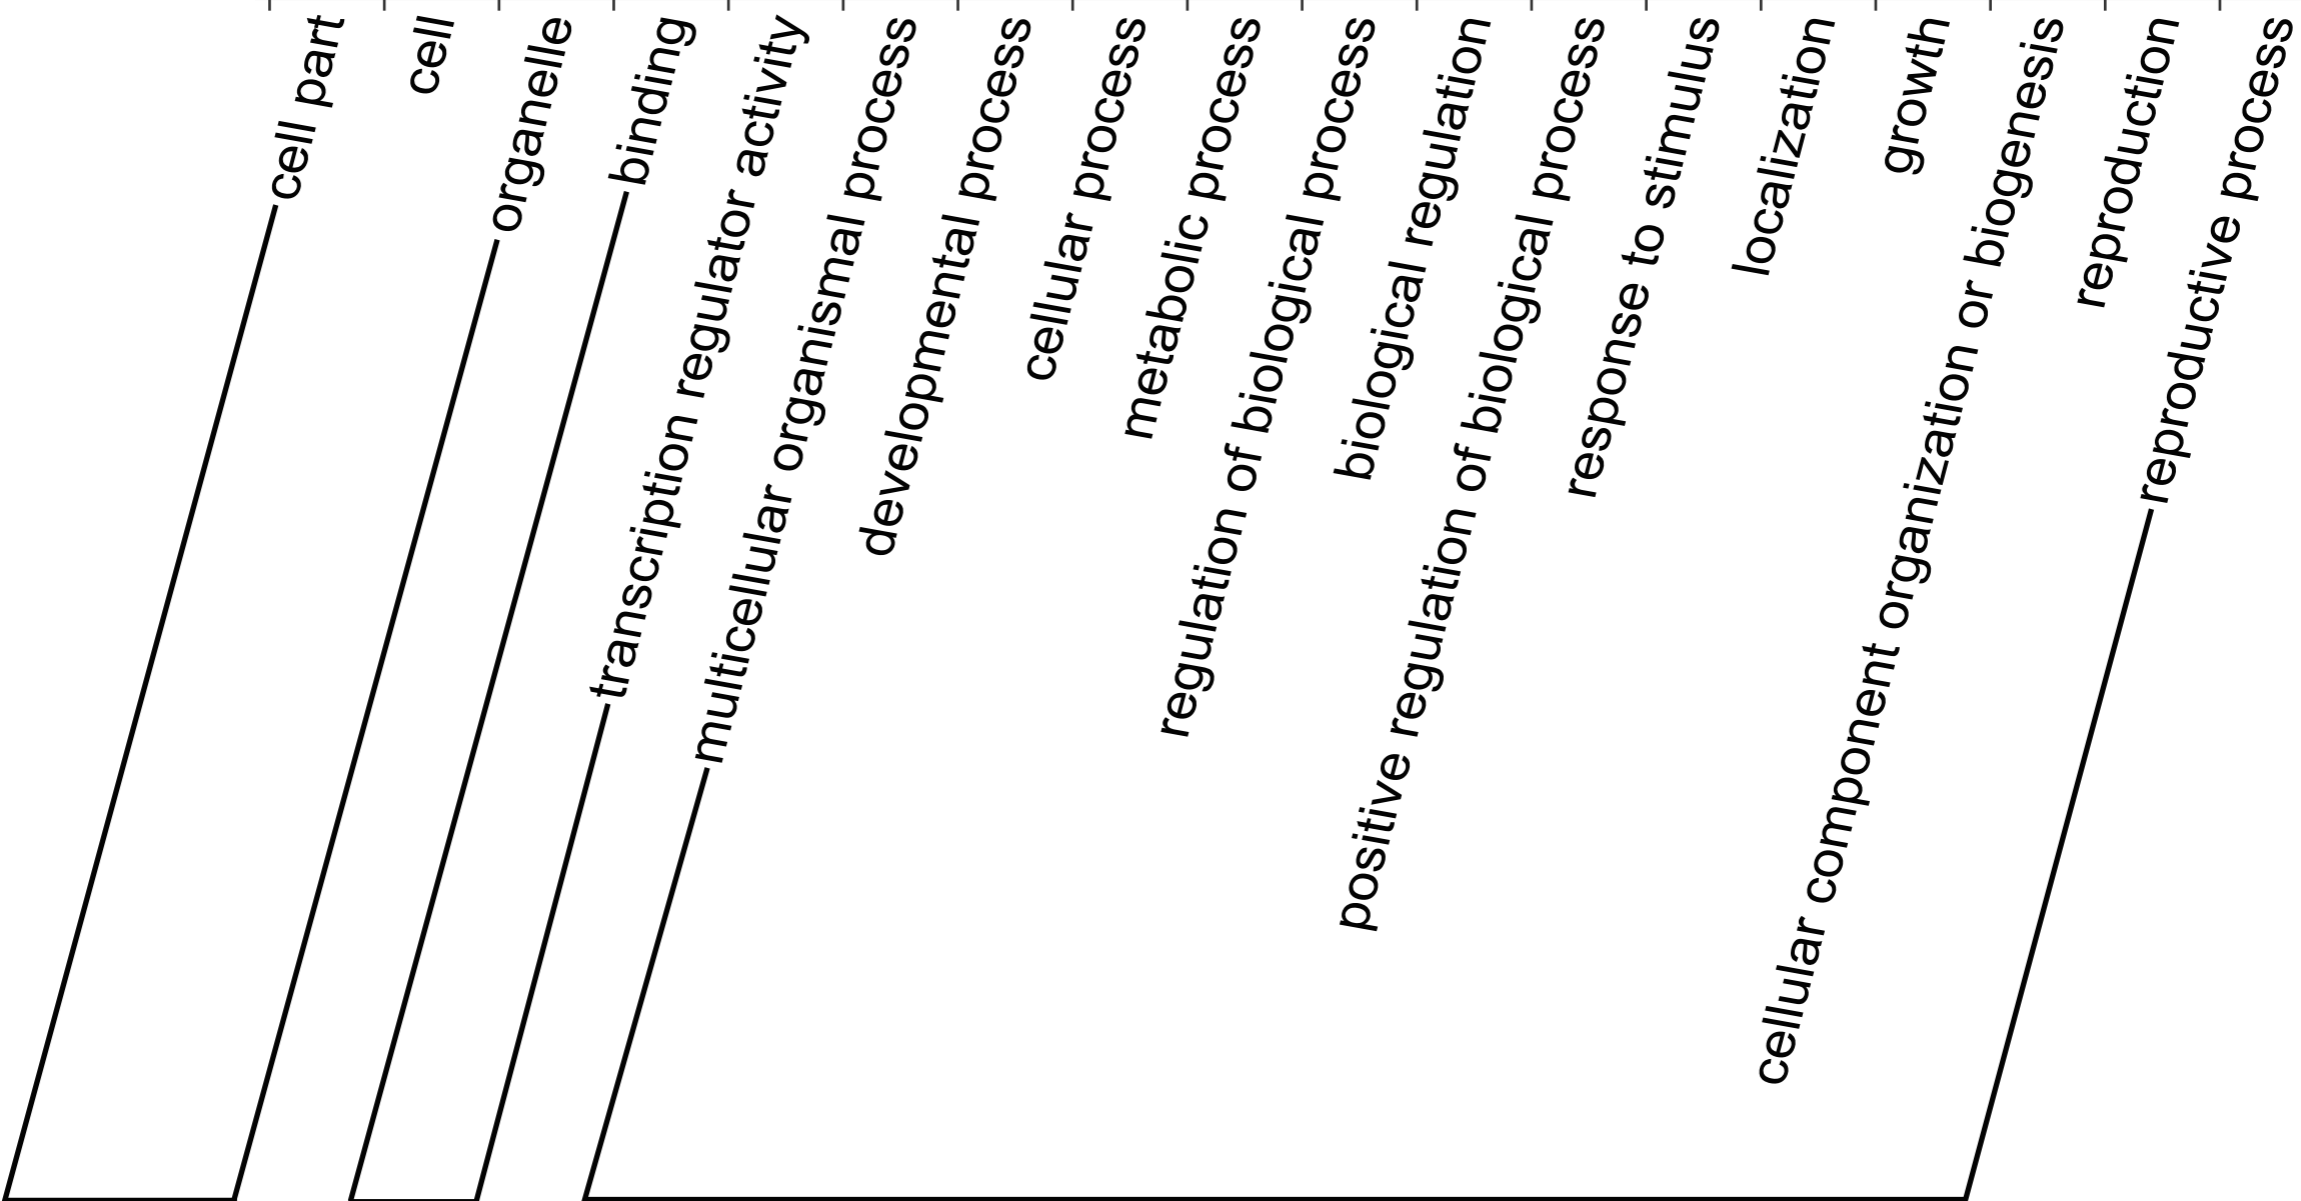 cell part
cell
organelle
binding
transcription regulator activity
multicellular organismal process
developmental process
cellular process
metabolic process
regulation of biological process
biological regulation
positive regulation of biological process
response to stimulus
localization
growth
cellular component organization or biogenesis
reproduction
reproductive process